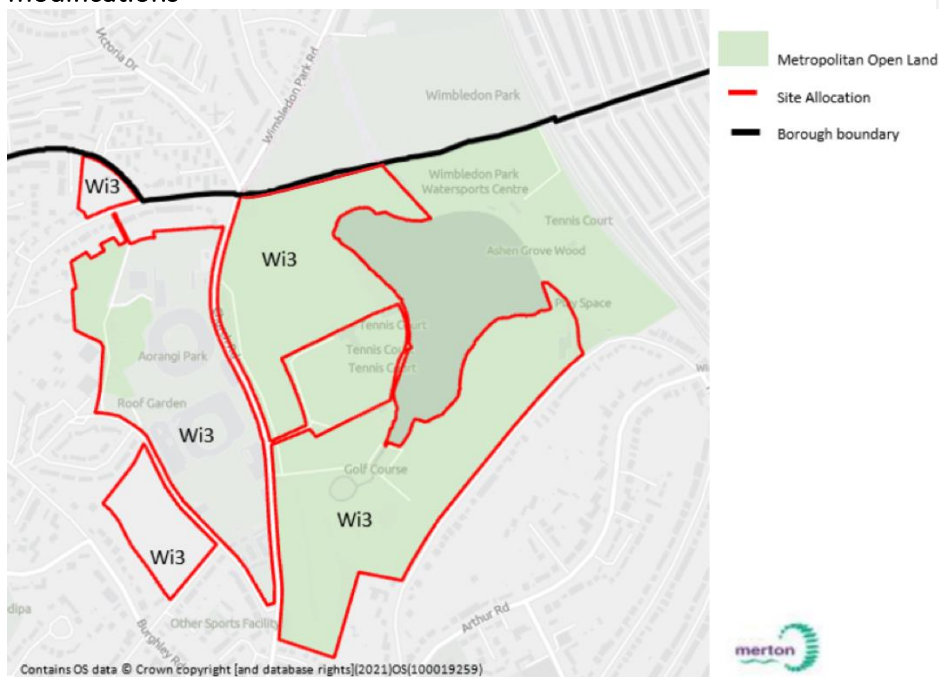 Victoria Dr
Wimbledon Park Rd
Wimbledon Park
Metropolitan Open Land
Site Allocation
Borough boundary
Wimbledon Park
Watersports Centre
Wi3
Tennis Court
Ashen Grove Wood
Wi3
Play Space
Tennis Court
Tennis Court
Tennis Court
Aorangi Park
Roof Garden
Wi3
Golf Course
Wi3
Wi3
Arthur Rd
Other Sports Facility
Burghley Rd
merton
Contains OS data © Crown copyright [and database rights](2021)OS(100019259)